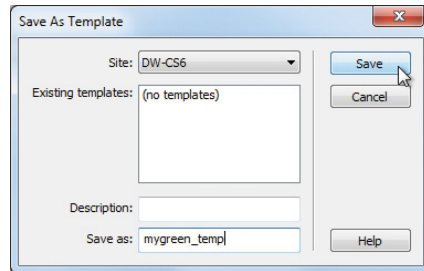 Save As Template
Site: DW-CS6 Save
Existing templates: (no templates) Cancel
Description:
Save as: mygreen_temp Help